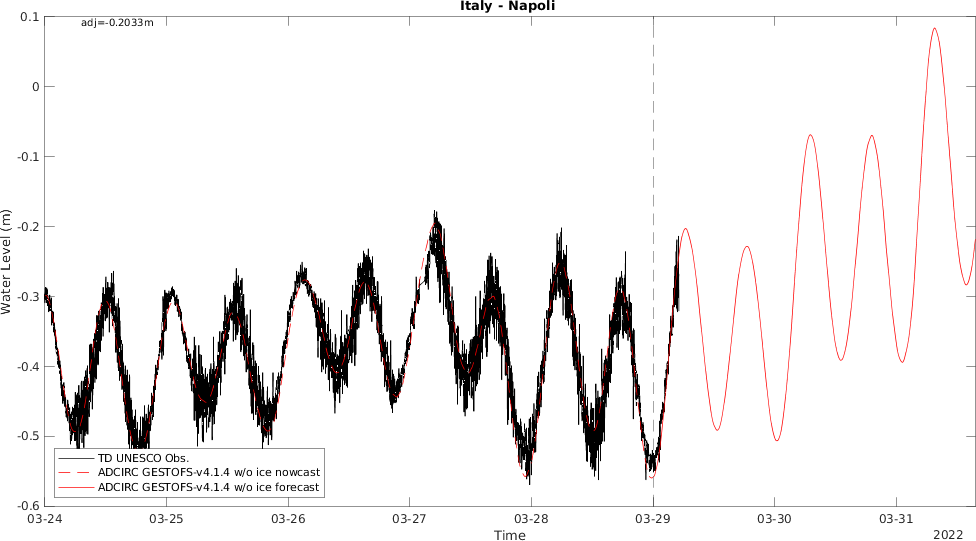 Italy - Napoli
adj=-0.2033m
0.1
0
-0.1
-0.2
-0.3
-0.4
-0.5
-0.6
Water Level (m)
TD UNESCO Obs.
ADCIRC GESTOFS-v4.1.4 w/o ice nowcast
ADCIRC GESTOFS-v4.1.4 w/o ice forecast
03-24
03-25
03-26
03-27
03-28
03-29
03-30
03-31
Time
2022